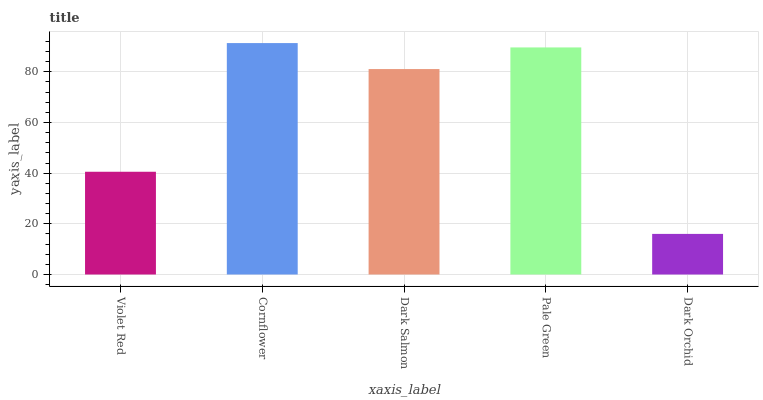 title
yaxis_label
80
60
40
20
0
Violet Red
Cornflower
Dark Salmon
Pale Green
Dark Orchid
xaxis_label